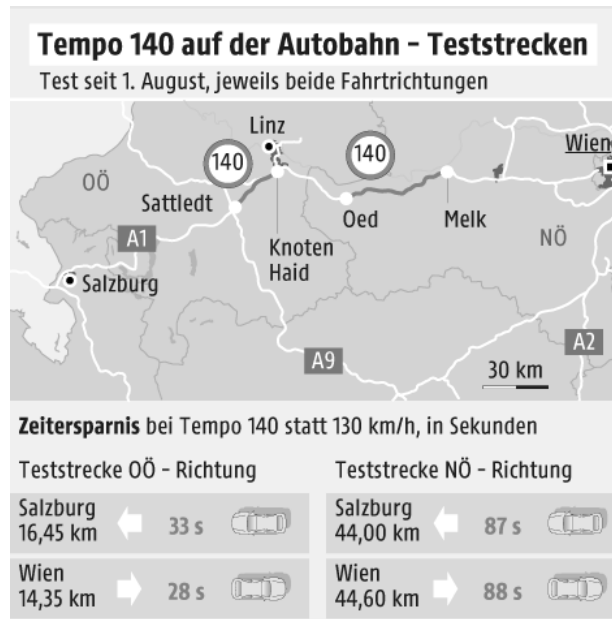 Tempo 140 auf der Autobahn – Teststrecken
Test seit 1. August, jeweils beide Fahrtrichtungen
Linz
Wien
140
140
OÖ
Sattledt
Oed
Melk
NÖ
A1
Knoten
Haid
Salzburg
A2
A9
30 km
Zeitersparnis bei Tempo 140 statt 130 km/h, in Sekunden
Teststrecke OÖ – Richtung
Salzburg
16,45 km
33 s
Wien
14,35 km
28 s
Teststrecke NÖ – Richtung
Salzburg
44,00 km
87 s
Wien
44,60 km
88 s